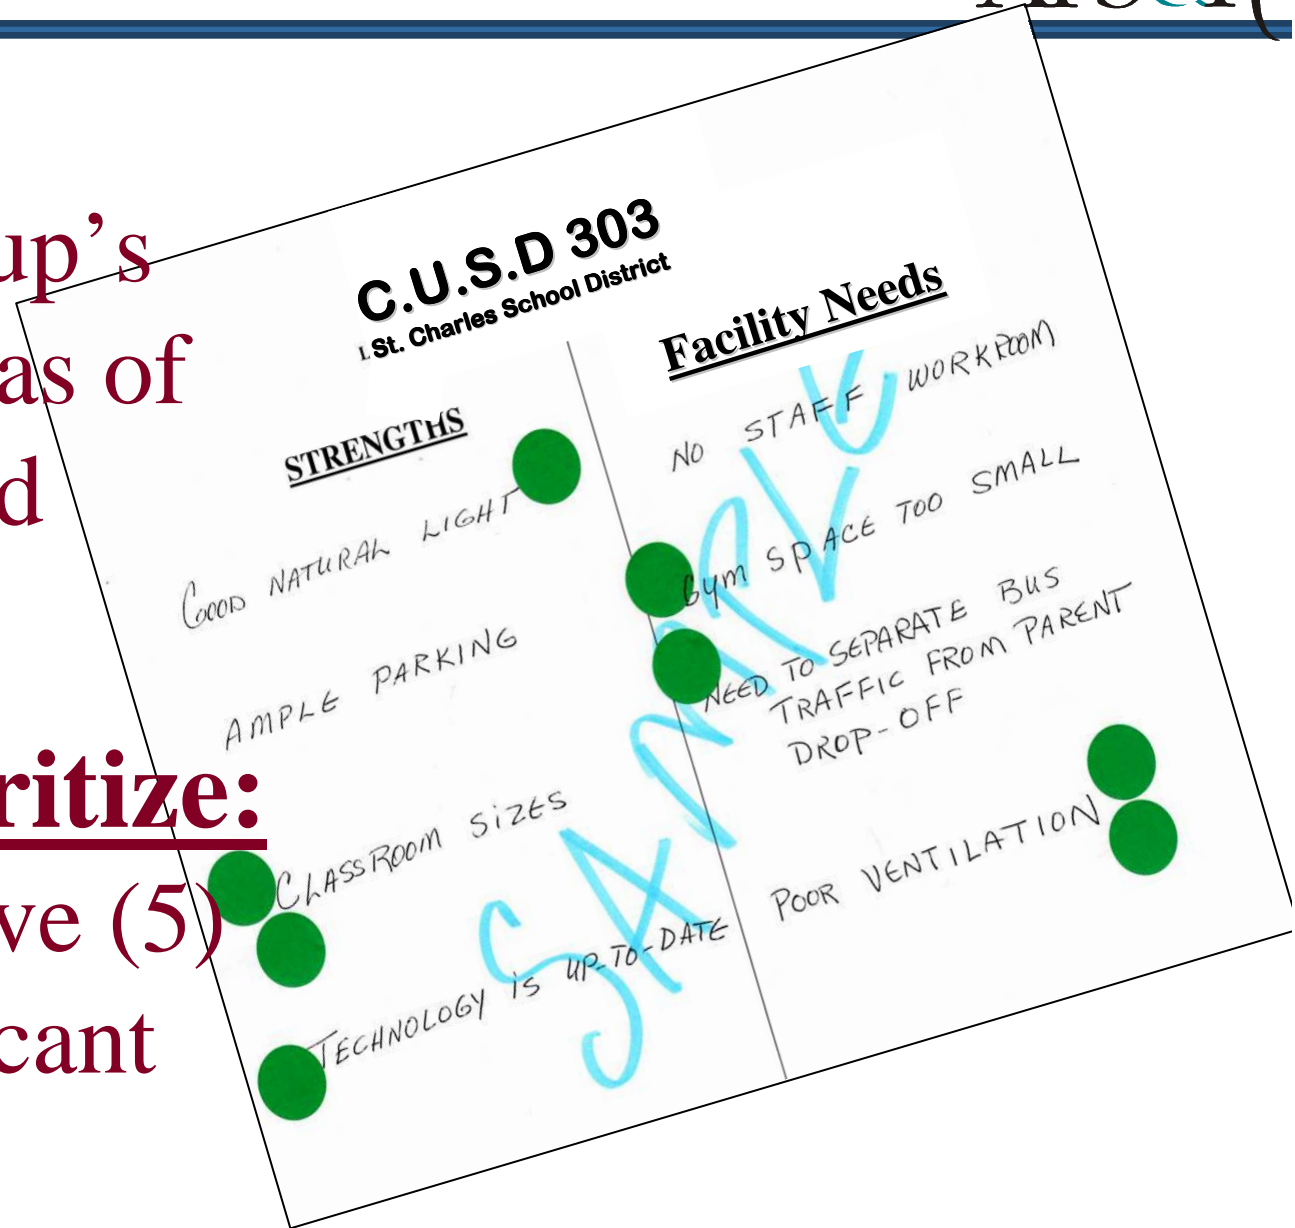 up's
as of
d
ritize:
ve (5)
cant
C.U.S.D 303
St. Charles School District
STRENGTHS
GOOD NATURAL LIGHT
AMPLE PARKING
CLASSROOM SIZES
TECHNOLOGY IS UP-TO-DATE
Facility Needs
NO STAFF WORKROOM
GYM SPACE TOO SMALL
NEED TO SEPARATE BUS
TRAFFIC FROM PARENT
DROP-OFF
POOR VENTILATION
SAMPLE